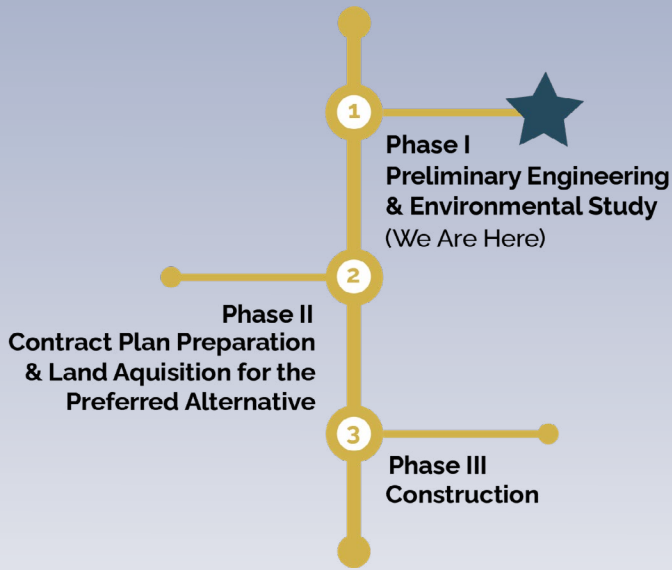 1
Phase I
Preliminary Engineering
& Environmental Study
(We Are Here)
2
Phase II
Contract Plan Preparation
& Land Aquisition for the
Preferred Alternative
3
Phase III
Construction